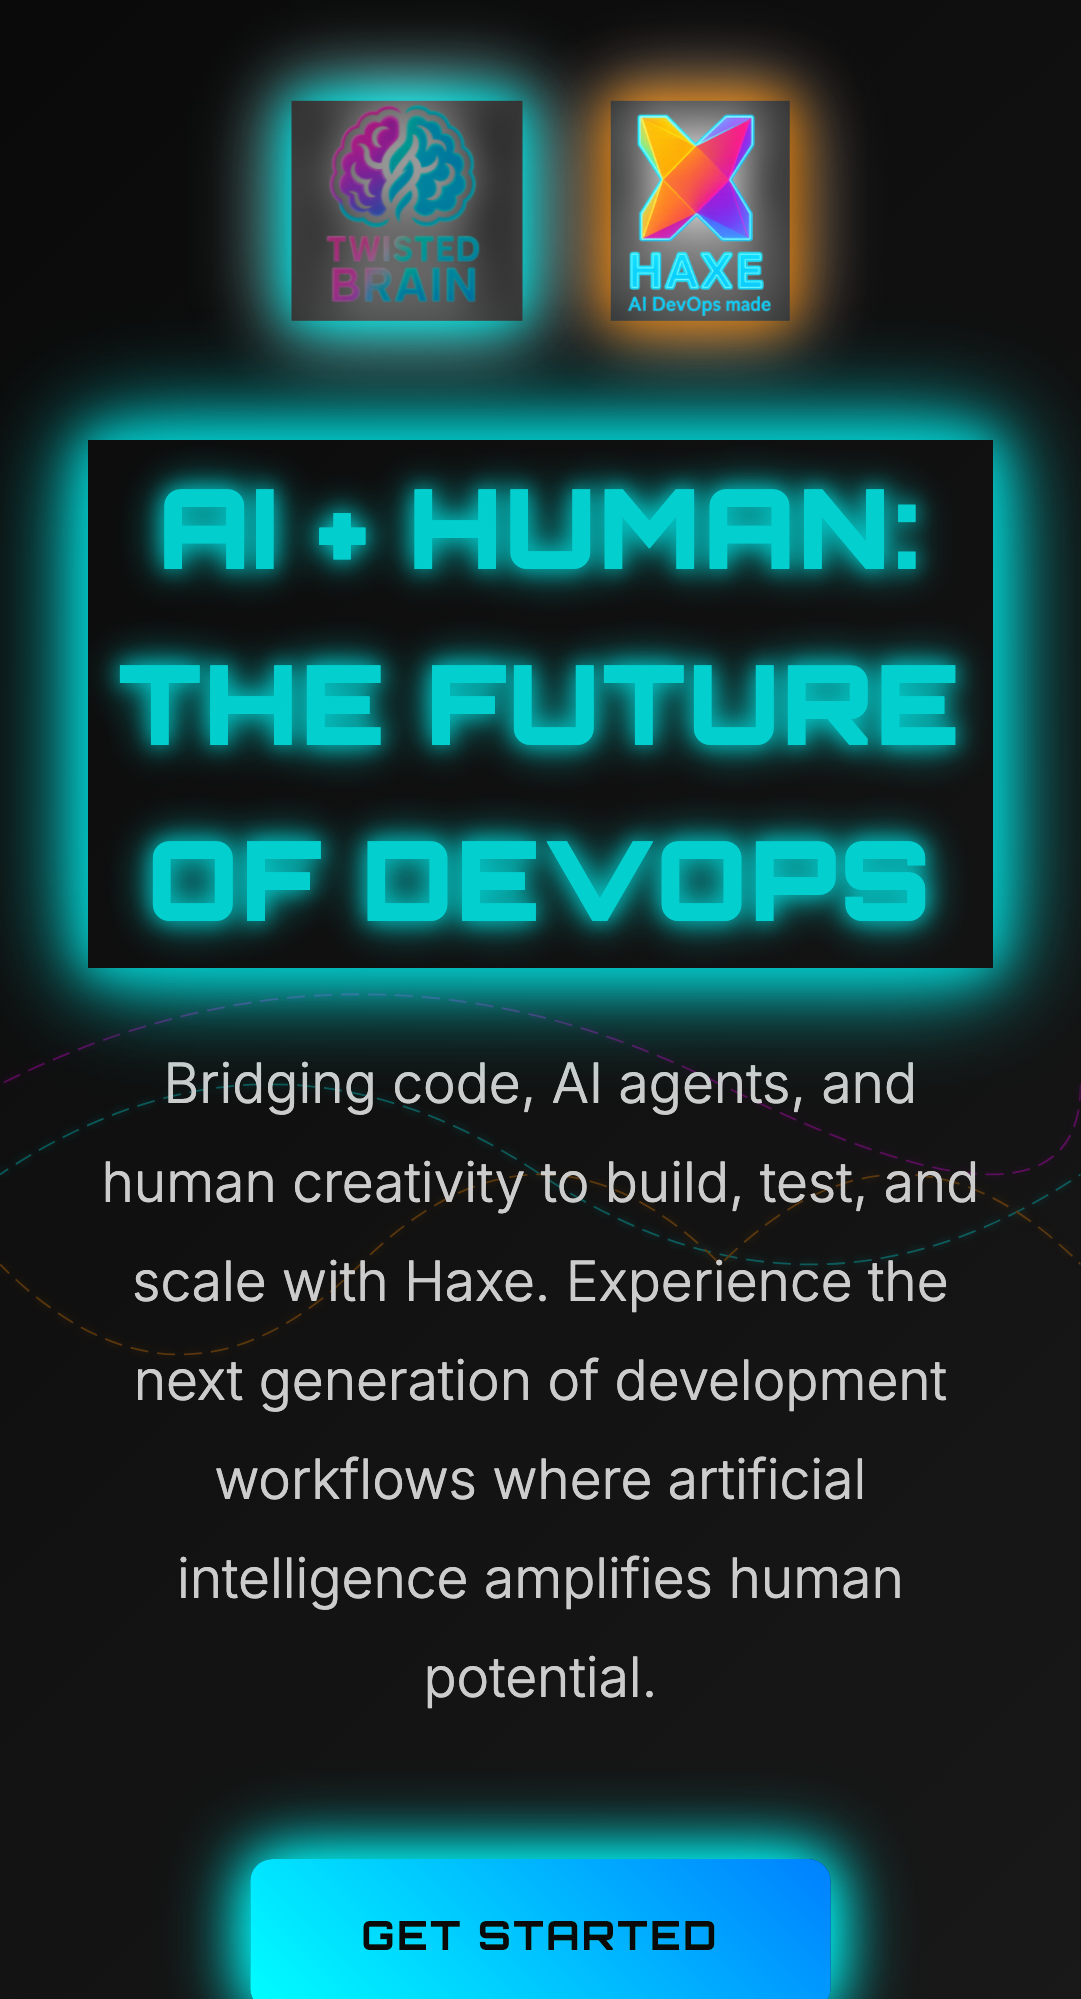 TWISTED
BRAIN
HAXE
AI DevOps made
AI + HUMAN:
THE FUTURE
OF DEVOPS
Bridging code, AI agents, and
human creativity to build, test, and
scale with Haxe. Experience the
next generation of development
workflows where artificial
intelligence amplifies human
potential.
GET STARTED